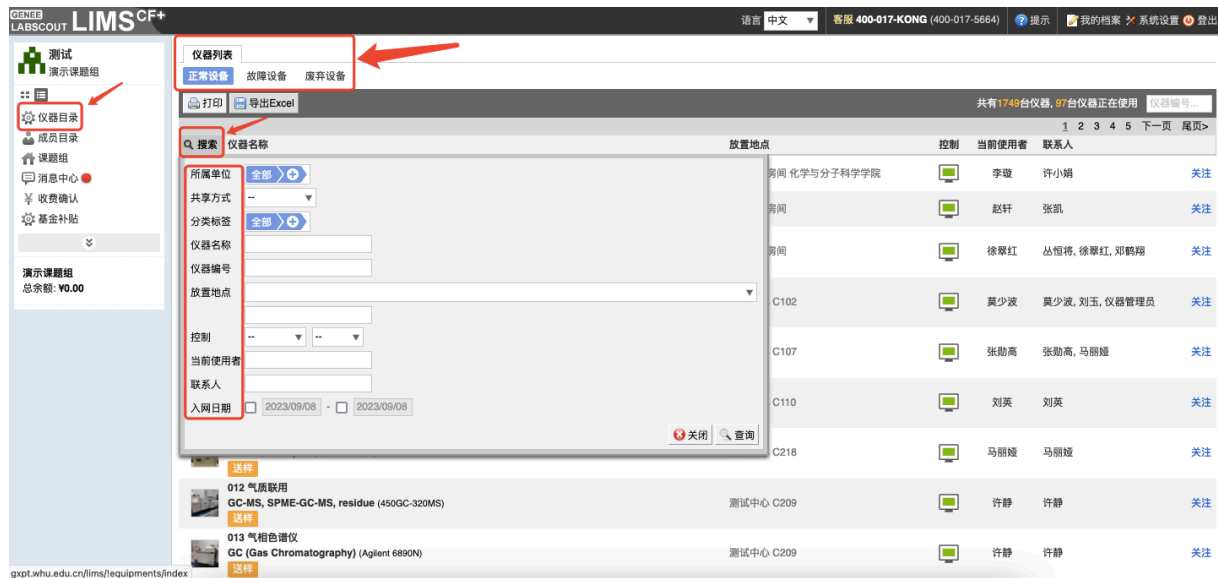 GENEE
LABSCOUT LIMS CF+
语言 中文 客服 400-017-KONG (400-017-5664) 提示 我的档案 系统设置 登出
测试
演示课题组
仪器目录
成员目录
课题组
消息中心
收费确认
基金补贴
演示课题组
总余额: ¥0.00
仪器列表
正常设备 故障设备 废弃设备
打印 导出Excel 共有1749台仪器, 97台仪器正在使用 仪器编号...
1 2 3 4 5 下一页 尾页>
搜索 仪器名称 放置地点 控制 当前使用者 联系人
所属单位 全部
共享方式 --
分类标签 全部
仪器名称
仪器编号
放置地点
控制 -- --
当前使用者
联系人
入网日期 2023/09/08 - 2023/09/08
关闭 查询
房间 化学与分子科学学院 李璇 许小娟 关注
房间 赵轩 张凯 关注
房间 徐翠红 丛恒将, 徐翠红, 邓鹤翔 关注
C102 莫少波 莫少波, 刘玉, 仪器管理员 关注
C107 张勋高 张勋高, 马丽娅 关注
C110 刘英 刘英 关注
C218 马丽娅 马丽娅 关注
送样
012 气质联用
GC-MS, SPME-GC-MS, residue (450GC-320MS) 测试中心 C209 许静 许静 关注
送样
013 气相色谱仪
GC (Gas Chromatography) (Agilent 6890N) 测试中心 C209 许静 许静 关注
送样
gxpt.whu.edu.cn/lims/!equipments/index